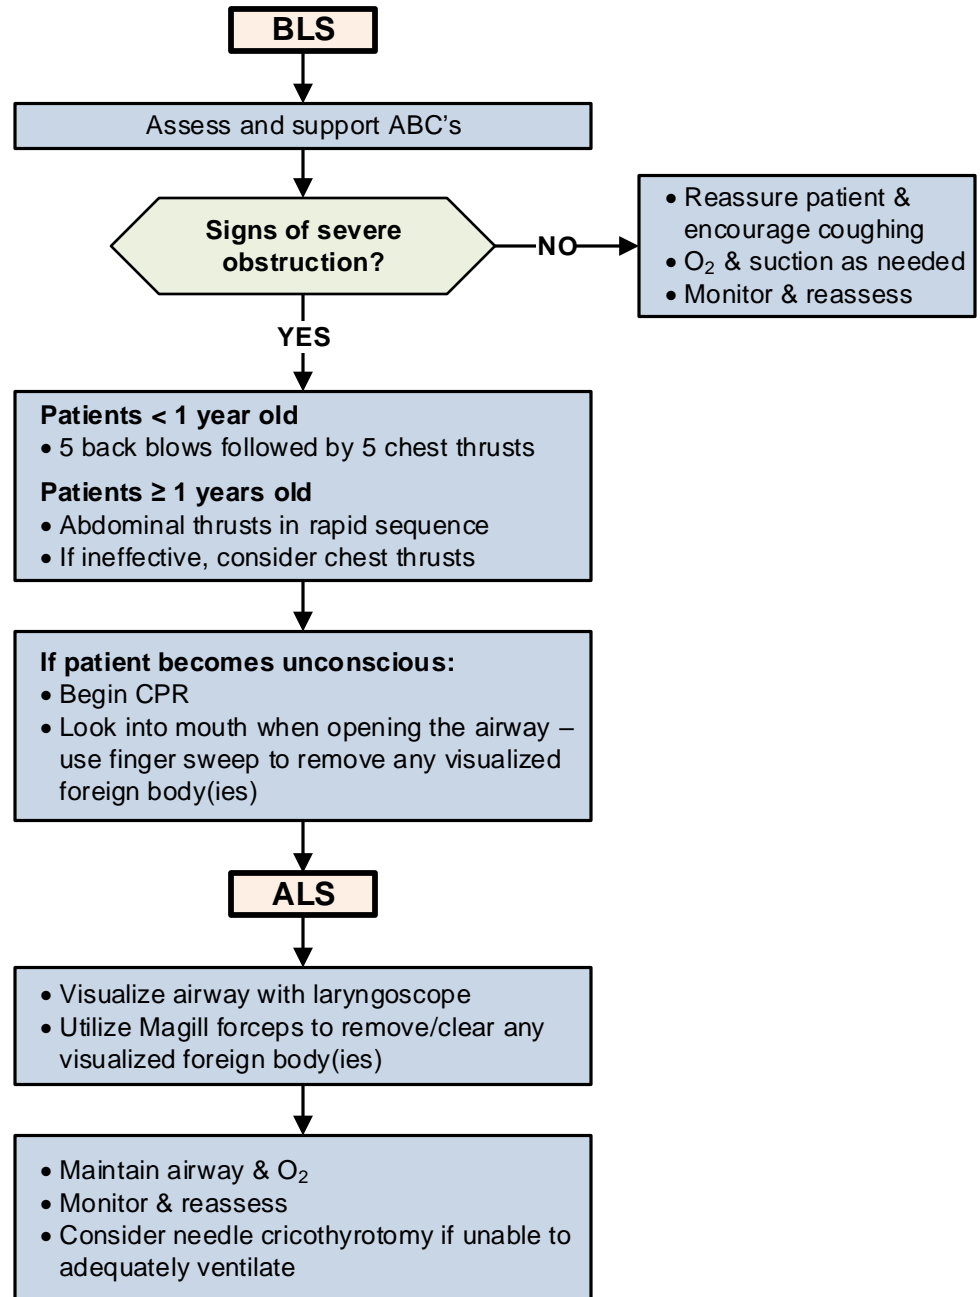 BLS
Assess and support ABC’s
Signs of severe
obstruction?
NO
• Reassure patient &
encourage coughing
• O₂ & suction as needed
• Monitor & reassess
YES
Patients < 1 year old
• 5 back blows followed by 5 chest thrusts
Patients ≥ 1 years old
• Abdominal thrusts in rapid sequence
• If ineffective, consider chest thrusts
If patient becomes unconscious:
• Begin CPR
• Look into mouth when opening the airway –
use finger sweep to remove any visualized
foreign body(ies)
ALS
• Visualize airway with laryngoscope
• Utilize Magill forceps to remove/clear any
visualized foreign body(ies)
• Maintain airway & O₂
• Monitor & reassess
• Consider needle cricothyrotomy if unable to
adequately ventilate